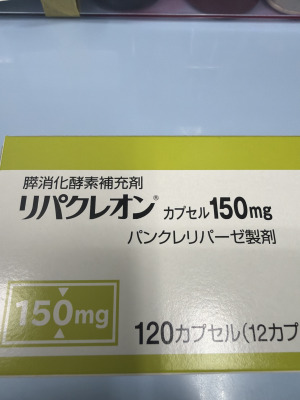 膵消化酵素補充剤
リパクレオン® カプセル150mg
パンクレリパーゼ製剤
150mg
120カプセル(12カプ